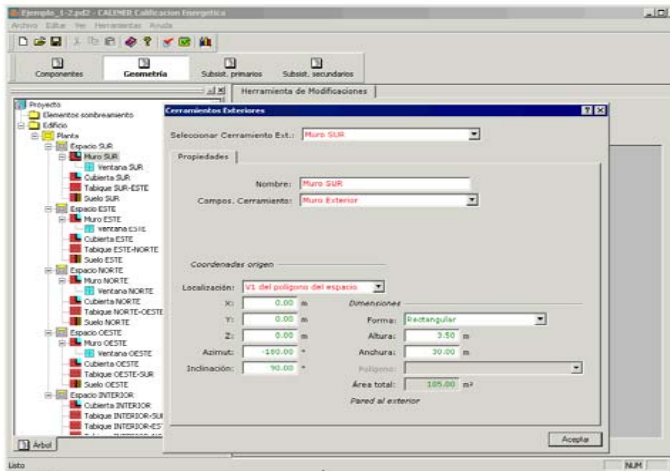 Ejemplo_1-2.pd2 - CALENER Calificacion Energetica
Archivo Editar Ver Herramientas Ayuda
Componentes Geometría Subsist. primarios Subsist. secundarios
Herramienta de Modificaciones
Proyecto
Elementos sombreamiento
Edificio
Planta
Espacio SUR
Muro SUR
Ventana SUR
Cubierta SUR
Tabique SUR-ESTE
Suelo SUR
Espacio ESTE
Muro ESTE
Ventana ESTE
Cubierta ESTE
Tabique ESTE-NORTE
Suelo ESTE
Espacio NORTE
Muro NORTE
Ventana NORTE
Cubierta NORTE
Tabique NORTE-OESTE
Suelo NORTE
Espacio OESTE
Muro OESTE
Ventana OESTE
Cubierta OESTE
Tabique OESTE-SUR
Suelo OESTE
Espacio INTERIOR
Cubierta INTERIOR
Tabique INTERIOR-SU
Tabique INTERIOR-ES
Árbol
Cerramientos Exteriores
Seleccionar Cerramiento Ext.: Muro SUR
Propiedades
Nombre: Muro SUR
Campos. Cerramiento: Muro Exterior
Coordenadas origen
Localización: V1 del polígono del espacio
X: 0.00 m
Y: 0.00 m
Z: 0.00 m
Azimut: -180.00 °
Inclinación: 90.00 °
Dimensiones
Forma: Rectangular
Altura: 3.50 m
Anchura: 30.00 m
Polígono:
Área total: 105.00 m²
Pared al exterior
Aceptar
Listo
NUM